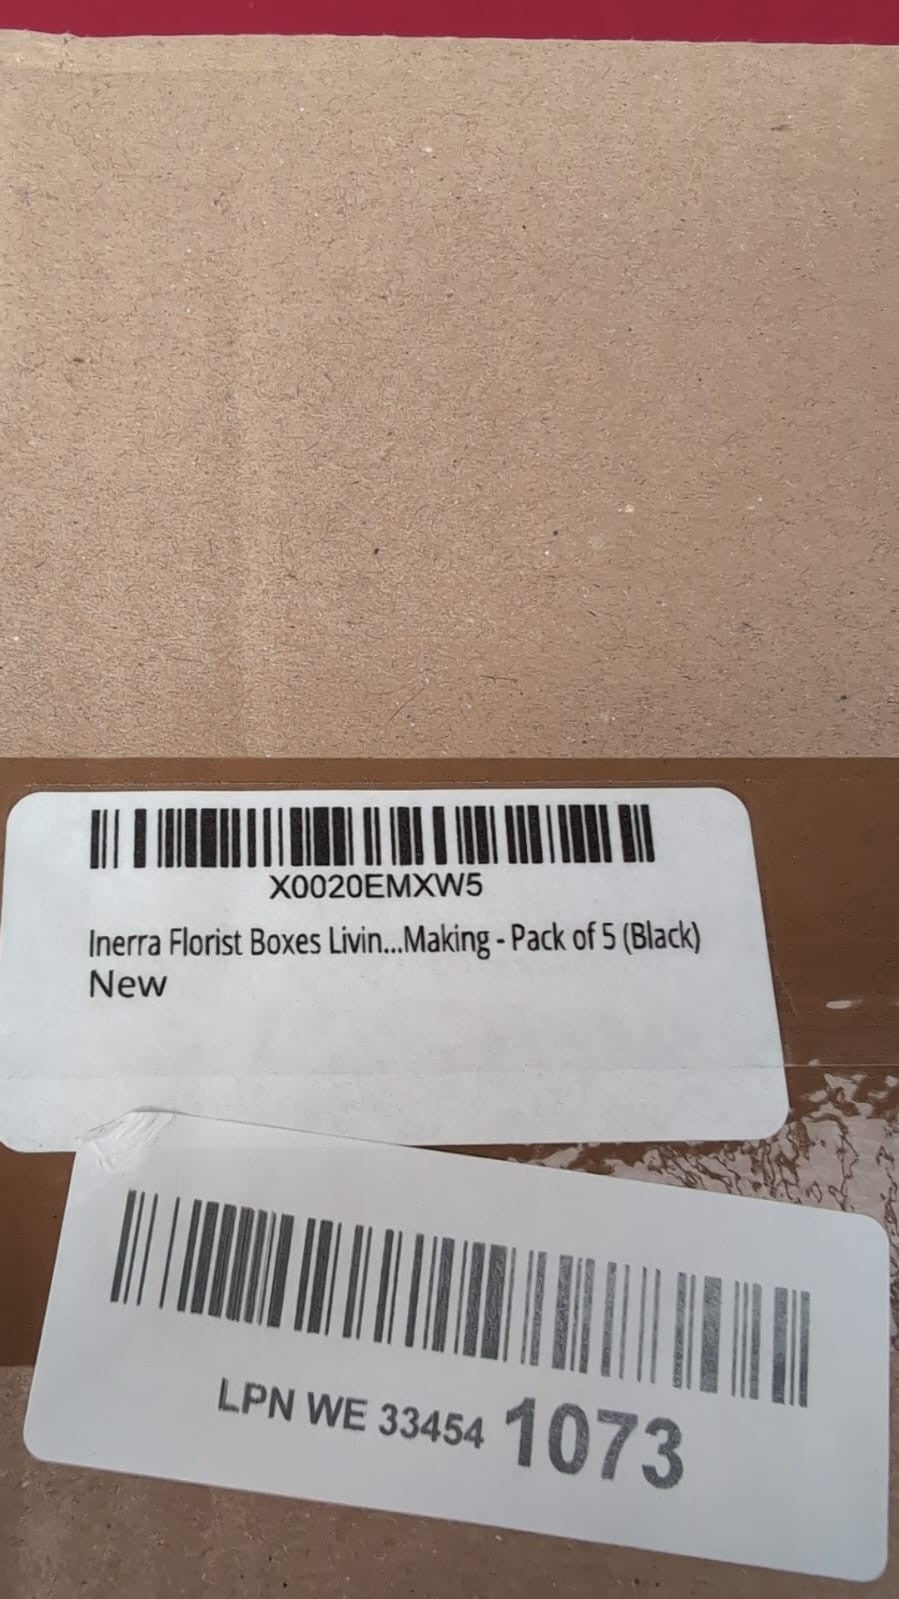 X0020EMXW5
Inerra Florist Boxes Livin...Making - Pack of 5 (Black)
New
LPN WE 33454 1073